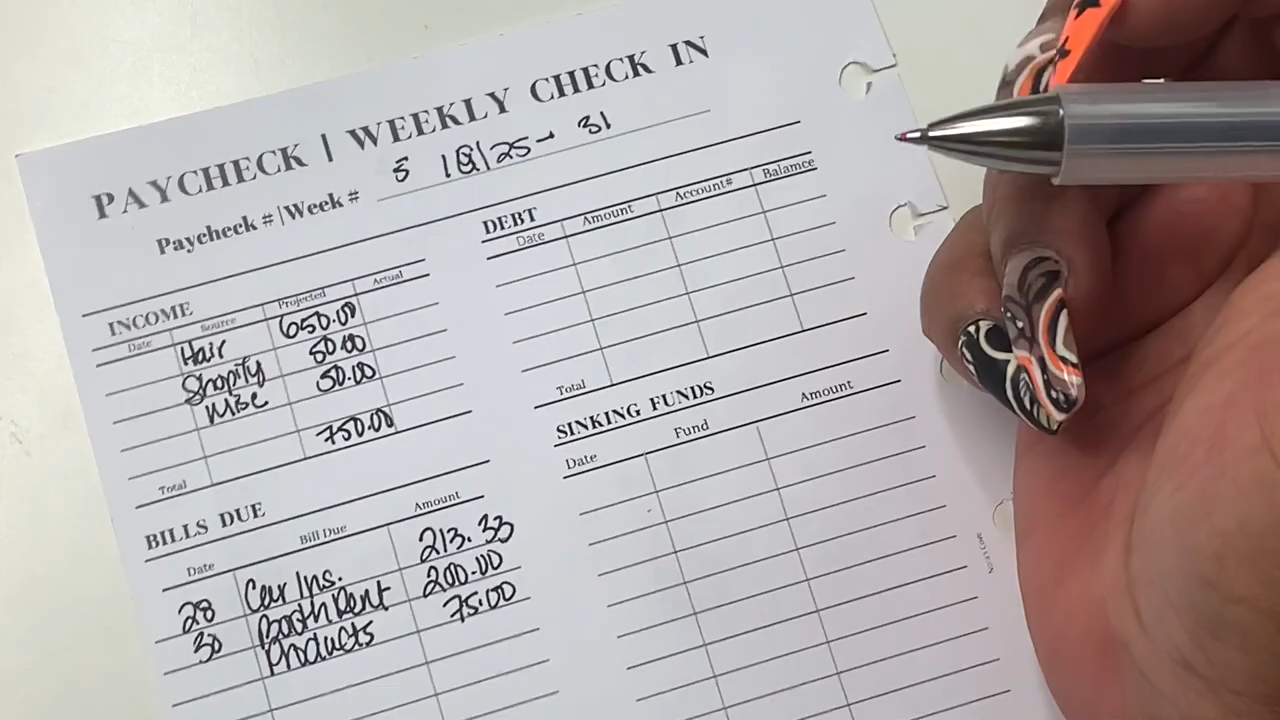 PAYCHECK | WEEKLY CHECK IN
Paycheck # | Week # 5 10/25 - 31
INCOME
Date Source Projected Actual
Hair 650.00
Shopify 50.00
MBC 50.00
750.00
Total
BILLS DUE
Date Bill Due Amount
28 Car Ins. 213.33
30 Booth Rent 200.00
Products 75.00
DEBT
Date Amount Account# Balance
Total
SINKING FUNDS
Date Fund Amount